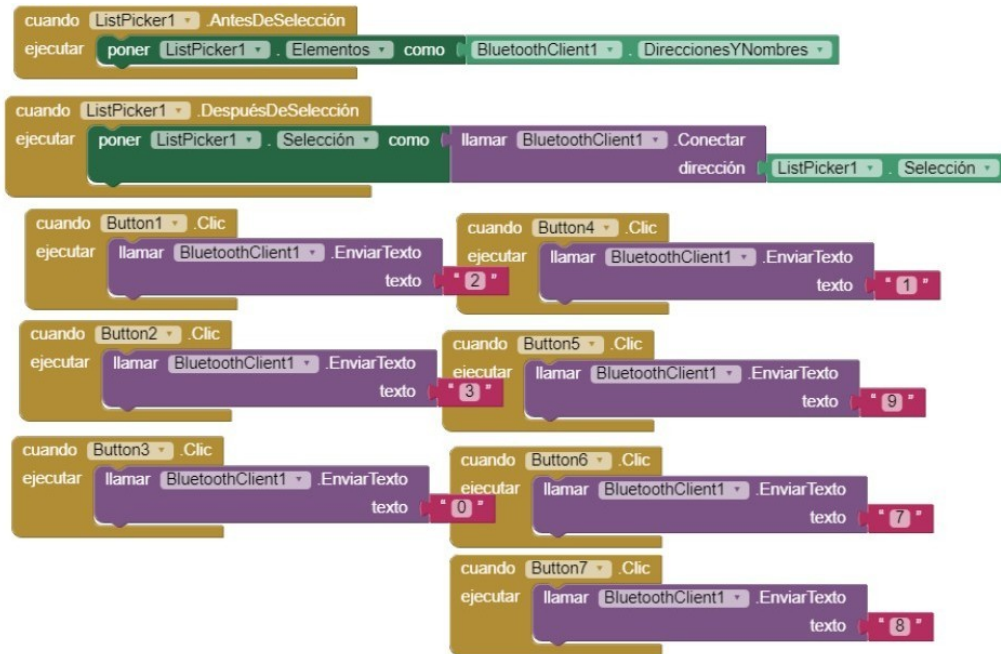 cuando ListPicker1 .AntesDeSelección
ejecutar poner ListPicker1 . Elementos como BluetoothClient1 . DireccionesYNombres
cuando ListPicker1 .DespuésDeSelección
ejecutar poner ListPicker1 . Selección como llamar BluetoothClient1 .Conectar
dirección ListPicker1 . Selección
cuando Button1 .Clic
ejecutar llamar BluetoothClient1 .EnviarTexto
texto " 2 "
cuando Button4 .Clic
ejecutar llamar BluetoothClient1 .EnviarTexto
texto " 1 "
cuando Button2 .Clic
ejecutar llamar BluetoothClient1 .EnviarTexto
texto " 3 "
cuando Button5 .Clic
ejecutar llamar BluetoothClient1 .EnviarTexto
texto " 9 "
cuando Button3 .Clic
ejecutar llamar BluetoothClient1 .EnviarTexto
texto " 0 "
cuando Button6 .Clic
ejecutar llamar BluetoothClient1 .EnviarTexto
texto " 7 "
cuando Button7 .Clic
ejecutar llamar BluetoothClient1 .EnviarTexto
texto " 8 "